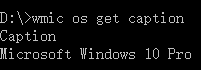 D:\>wmic os get caption
Caption
Microsoft Windows 10 Pro